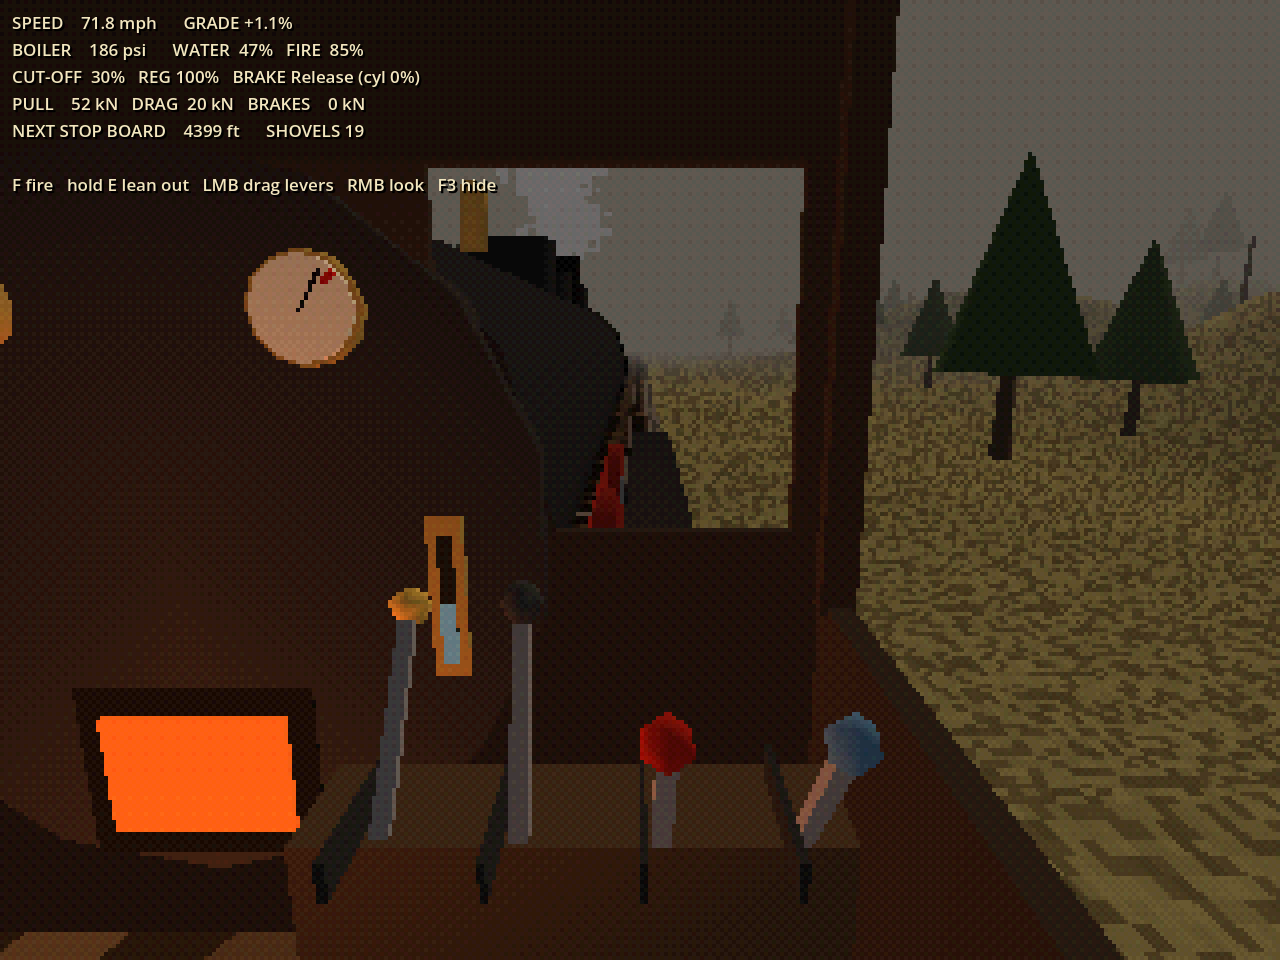 SPEED 71.8 mph GRADE +1.1%
BOILER 186 psi WATER 47% FIRE 85%
CUT-OFF 30% REG 100% BRAKE Release (cyl 0%)
PULL 52 kN DRAG 20 kN BRAKES 0 kN
NEXT STOP BOARD 4399 ft SHOVELS 19
F fire hold E lean out LMB drag levers RMB look F3 hide